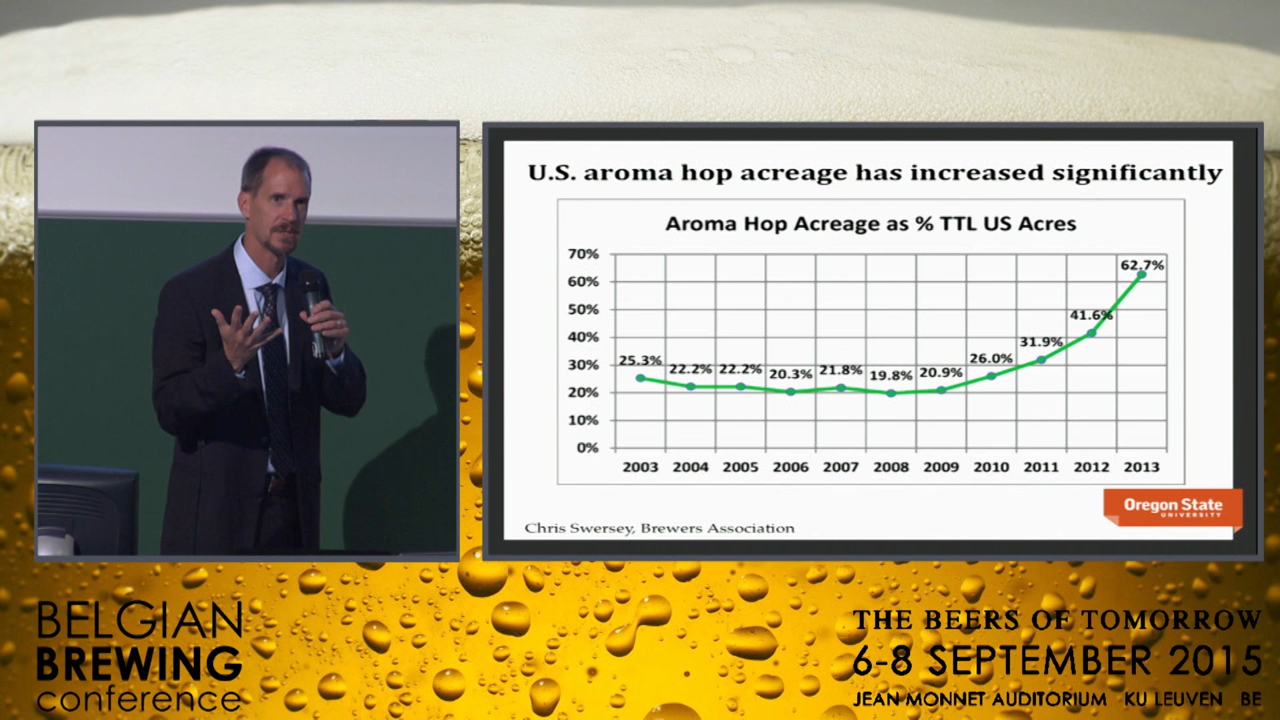 U.S. aroma hop acreage has increased significantly
Aroma Hop Acreage as % TTL US Acres
70%
60%
50%
40%
30%
20%
10%
0%
25.3%
22.2%
22.2%
20.3%
21.8%
19.8%
20.9%
26.0%
31.9%
41.6%
62.7%
2003 2004 2005 2006 2007 2008 2009 2010 2011 2012 2013
Oregon State
UNIVERSITY
Chris Swersey, Brewers Association
BELGIAN
BREWING
conference
THE BEERS OF TOMORROW
6-8 SEPTEMBER 2015
JEAN MONNET AUDITORIUM KU LEUVEN BE